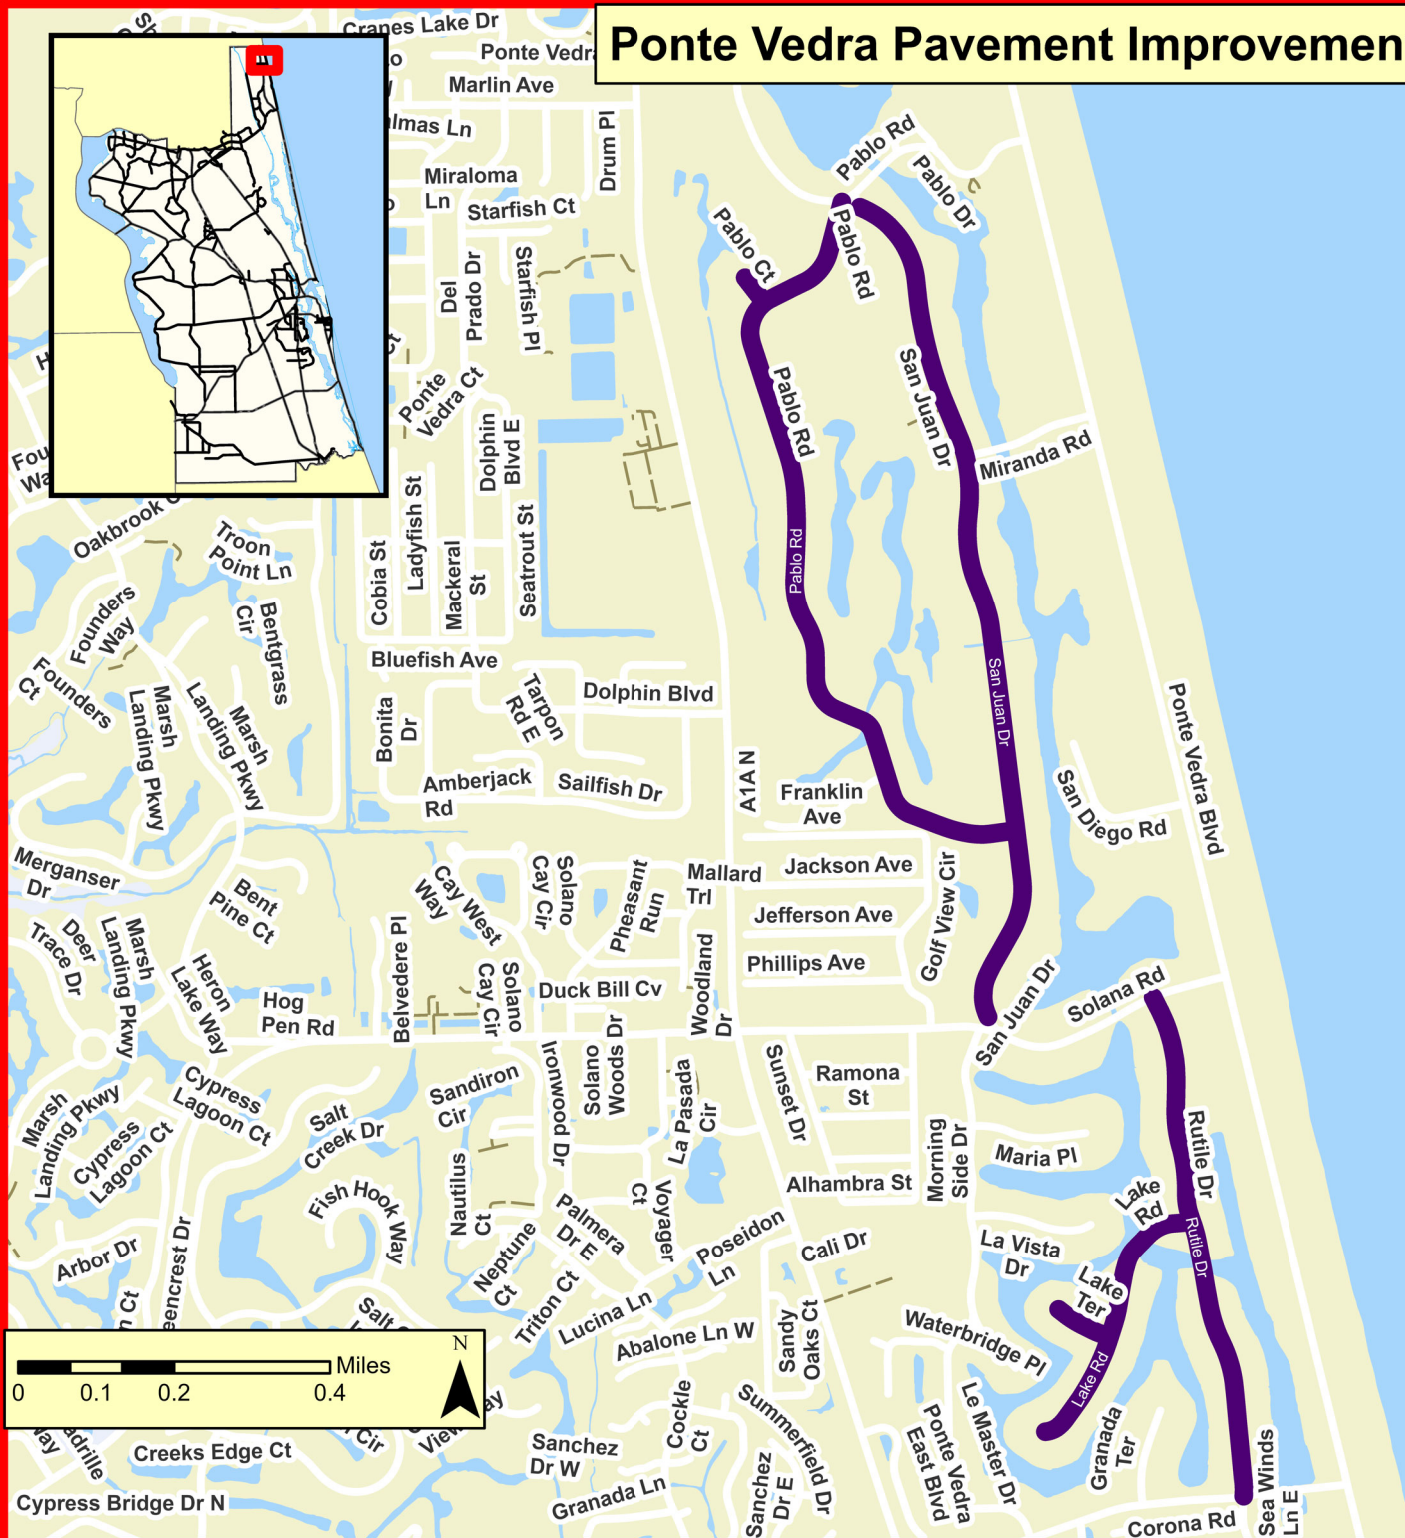 Ponte Vedra Pavement Improvemen
Cranes Lake Dr
Ponte Vedra
Marlin Ave
almas Ln
Drum Pl
Miraloma
Ln
Starfish Ct
Starfish Pl
Del
Prado Dr
Ct
Ponte
Vedra Ct
Dolphin
Blvd E
Pablo Rd
Pablo Dr
Pablo Ct
Pablo Rd
Pablo Rd
San Juan Dr
Miranda Rd
Pablo Rd
San Juan Dr
Oakbrook
Troon
Point Ln
Cobia St
Ladyfish St
Mackeral
St
Seatrout St
Founders
Way
Bentgrass
Cir
Founders
Ct
Bluefish Ave
Marsh
Landing Pkwy
Marsh
Landing Pkwy
Bonita
Dr
Tarpon
Rd E
Dolphin Blvd
Ponte Vedra Blvd
Amberjack
Rd
Sailfish Dr
A1A N
Franklin
Ave
San Diego Rd
Merganser
Dr
Bent
Pine Ct
Cay West
Way
Solano
Cay Cir
Pheasant
Run
Mallard
Trl
Jackson Ave
Jefferson Ave
Golf View Cir
Phillips Ave
Deer
Trace Dr
Marsh
Landing Pkwy
Heron
Lake Way
Hog
Pen Rd
Belvedere Pl
Solano
Cay Cir
Duck Bill Cv
Woodland
Dr
San Juan Dr
Solana Rd
Marsh
Landing Pkwy
Cypress
Lagoon Ct
Cypress
Lagoon Ct
Salt
Creek Dr
Sandiron
Cir
Ironwood Dr
Solano
Woods Dr
La Pasada
Cir
Sunset Dr
Ramona
St
Morning
Side Dr
Maria Pl
Rutile Dr
Alhambra St
Fish Hook Way
Nautilus
Ct
Voyager
Ct
Palmera
Dr E
Neptune
Ct
Poseidon
Ln
Cali Dr
La Vista
Dr
Lake
Rd
Rutile Dr
Lake
Ter
Arbor Dr
eencrest Dr
n Ct
Salt
Triton Ct
Lucina Ln
Abalone Ln W
Sandy
Oaks Ct
Waterbridge Pl
Lake Rd
Miles
0 0.1 0.2 0.4
N
Creeks Edge Ct
Cir
View
Cypress Bridge Dr N
Sanchez
Dr W
Granada Ln
Cockle
Ct
Summerfield Dr
Sanchez
Dr E
Ponte Vedra
East Blvd
Le Master Dr
Granada
Ter
Corona Rd
Sea Winds
Ln E